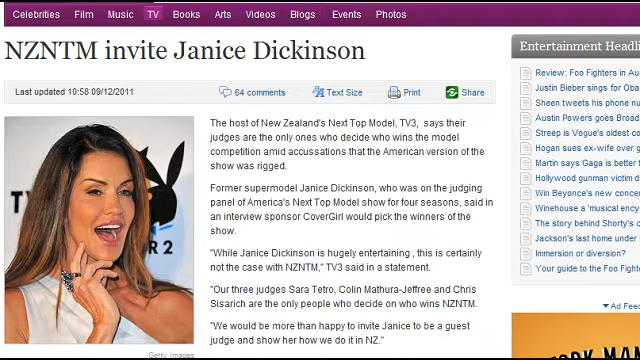 Celebrities Film Music TV Books Arts Videos Blogs Events Photos
NZNTM invite Janice Dickinson
Last updated 10:58 09/12/2011
64 comments Text Size Print Share
The host of New Zealand's Next Top Model, TV3, says their
judges are the only ones who decide who wins the model
competition amid accussations that the American version of the
show was rigged.
Former supermodel Janice Dickinson, who was on the judging
panel of America's Next Top Model show for four seasons, said in
an interview sponsor CoverGirl would pick the winners of the
show.
"While Janice Dickinson is hugely entertaining , this is certainly
not the case with NZNTM," TV3 said in a statement.
"Our three judges Sara Tetro, Colin Mathura-Jeffree and Chris
Sisarich are the only people who decide on who wins NZNTM.
"We would be more than happy to invite Janice to be a guest
judge and show her how we do it in NZ."
Getty Images
Entertainment Headli
Review: Foo Fighters in Au
Justin Bieber sings for Oba
Sheen tweets his phone nu
Austin Powers goes Broad
Streep is Vogue's oldest co
Hogan sues ex-wife over g
Martin says Gaga is better
Hollywood gunman victim d
Win Beyonce's new conce
Winehouse a 'musical ency
The story behind Shorty's c
Jackson's last home under
Immersion or diversion?
Your guide to the Foo Fighter
Ad Feed